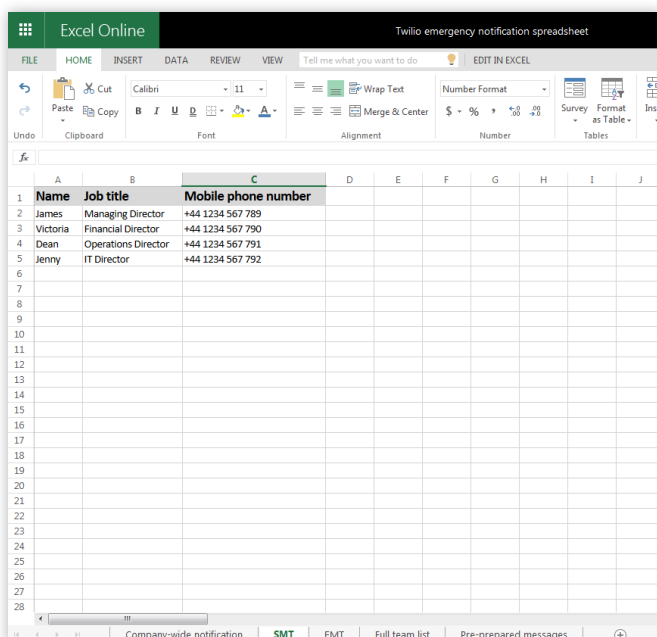 Excel Online
Twilio emergency notification spreadsheet
FILE HOME INSERT DATA REVIEW VIEW Tell me what you want to do EDIT IN EXCEL
Cut Calibri 11 Wrap Text Number Format
Paste Copy B I U D A Merge & Center $ % , .00 .0 Survey Format as Table
Undo Clipboard Font Alignment Number Tables
fx
A B C D E F G H I J
1 Name Job title Mobile phone number
2 James Managing Director +44 1234 567 789
3 Victoria Financial Director +44 1234 567 790
4 Dean Operations Director +44 1234 567 791
5 Jenny IT Director +44 1234 567 792
6
7
8
9
10
11
12
13
14
15
16
17
18
19
20
21
22
23
24
25
26
27
28
Company-wide notification SMT EMT Full team list Pre-prepared messages